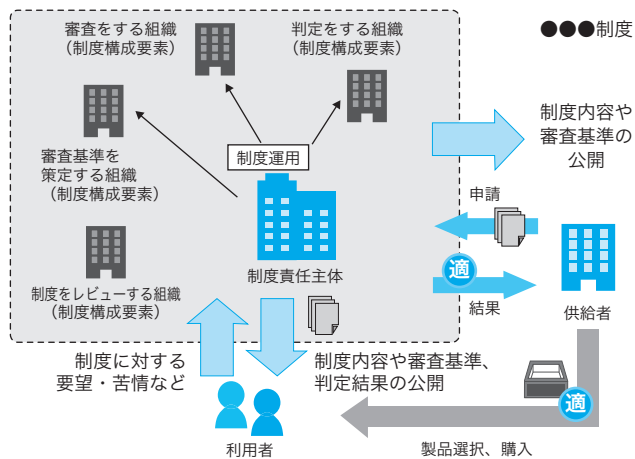 審査をする組織
（制度構成要素）
判定をする組織
（制度構成要素）
●●●制度
審査基準を
策定する組織
（制度構成要素）
制度運用
制度内容や
審査基準の
公開
申請
制度をレビューする組織
（制度構成要素）
制度責任主体
適
結果
供給者
制度に対する
要望・苦情など
制度内容や審査基準、
判定結果の公開
適
利用者
製品選択、購入